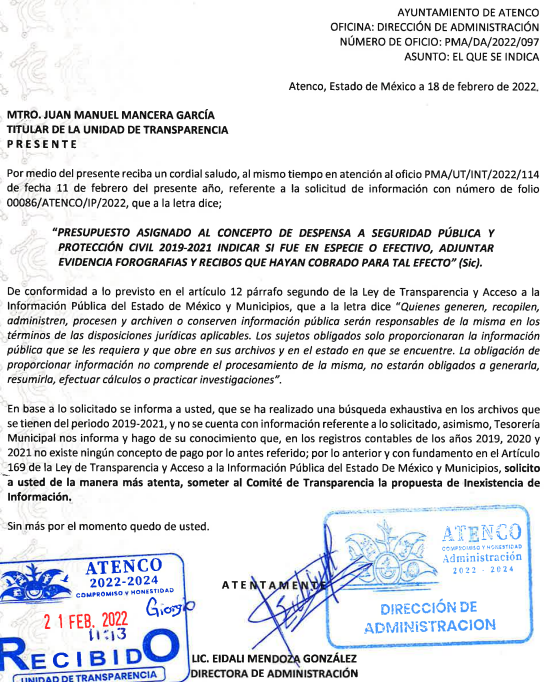 AYUNTAMIENTO DE ATENCO
OFICINA: DIRECCIÓN DE ADMINISTRACIÓN
NÚMERO DE OFICIO: PMA/DA/2022/097
ASUNTO: EL QUE SE INDICA
Atenco, Estado de México a 18 de febrero de 2022.
MTRO. JUAN MANUEL MANCERA GARCÍA
TITULAR DE LA UNIDAD DE TRANSPARENCIA
P R E S E N T E
Por medio del presente reciba un cordial saludo, al mismo tiempo en atención al oficio PMA/UT/INT/2022/114
de fecha 11 de febrero del presente año, referente a la solicitud de información con número de folio
00086/ATENCO/IP/2022, que a la letra dice;
“PRESUPUESTO ASIGNADO AL CONCEPTO DE DESPENSA A SEGURIDAD PÚBLICA Y
PROTECCIÓN CIVIL 2019-2021 INDICAR SI FUE EN ESPECIE O EFECTIVO, ADJUNTAR
EVIDENCIA FOROGRAFIAS Y RECIBOS QUE HAYAN COBRADO PARA TAL EFECTO” (Sic).
De conformidad a lo previsto en el artículo 12 párrafo segundo de la Ley de Transparencia y Acceso a la
Información Pública del Estado de México y Municipios, que a la letra dice “Quienes generen, recopilen,
administren, procesen y archiven o conserven información pública serán responsables de la misma en los
términos de las disposiciones jurídicas aplicables. Los sujetos obligados solo proporcionaran la información
pública que se les requiera y que obre en sus archivos y en el estado en que se encuentre. La obligación de
proporcionar información no comprende el procesamiento de la misma, no estarán obligados a generarla,
resumirla, efectuar cálculos o practicar investigaciones”.
En base a lo solicitado se informa a usted, que se ha realizado una búsqueda exhaustiva en los archivos que
se tienen del periodo 2019-2021, y no se cuenta con información referente a lo solicitado, asimismo, Tesorería
Municipal nos informa y hago de su conocimiento que, en los registros contables de los años 2019, 2020 y
2021 no existe ningún concepto de pago por lo antes referido; por lo anterior y con fundamento en el Artículo
169 de la Ley de Transparencia y Acceso a la Información Pública del Estado De México y Municipios, solicito
a usted de la manera más atenta, someter al Comité de Transparencia la propuesta de Inexistencia de
Información.
Sin más por el momento quedo de usted.
ATENCO
2022-2024
COMPROMISO Y HONESTIDAD
Giorgio
21 FEB. 2022
11:13
RECIBIDO
UNIDAD DE TRANSPARENCIA
A T E N T A M E N T E
ATENCO
COMPROMISO Y HONESTIDAD
Administración
2022 - 2024
DIRECCIÓN DE
ADMINISTRACION
LIC. EIDALI MENDOZA GONZÁLEZ
DIRECTORA DE ADMINISTRACIÓN